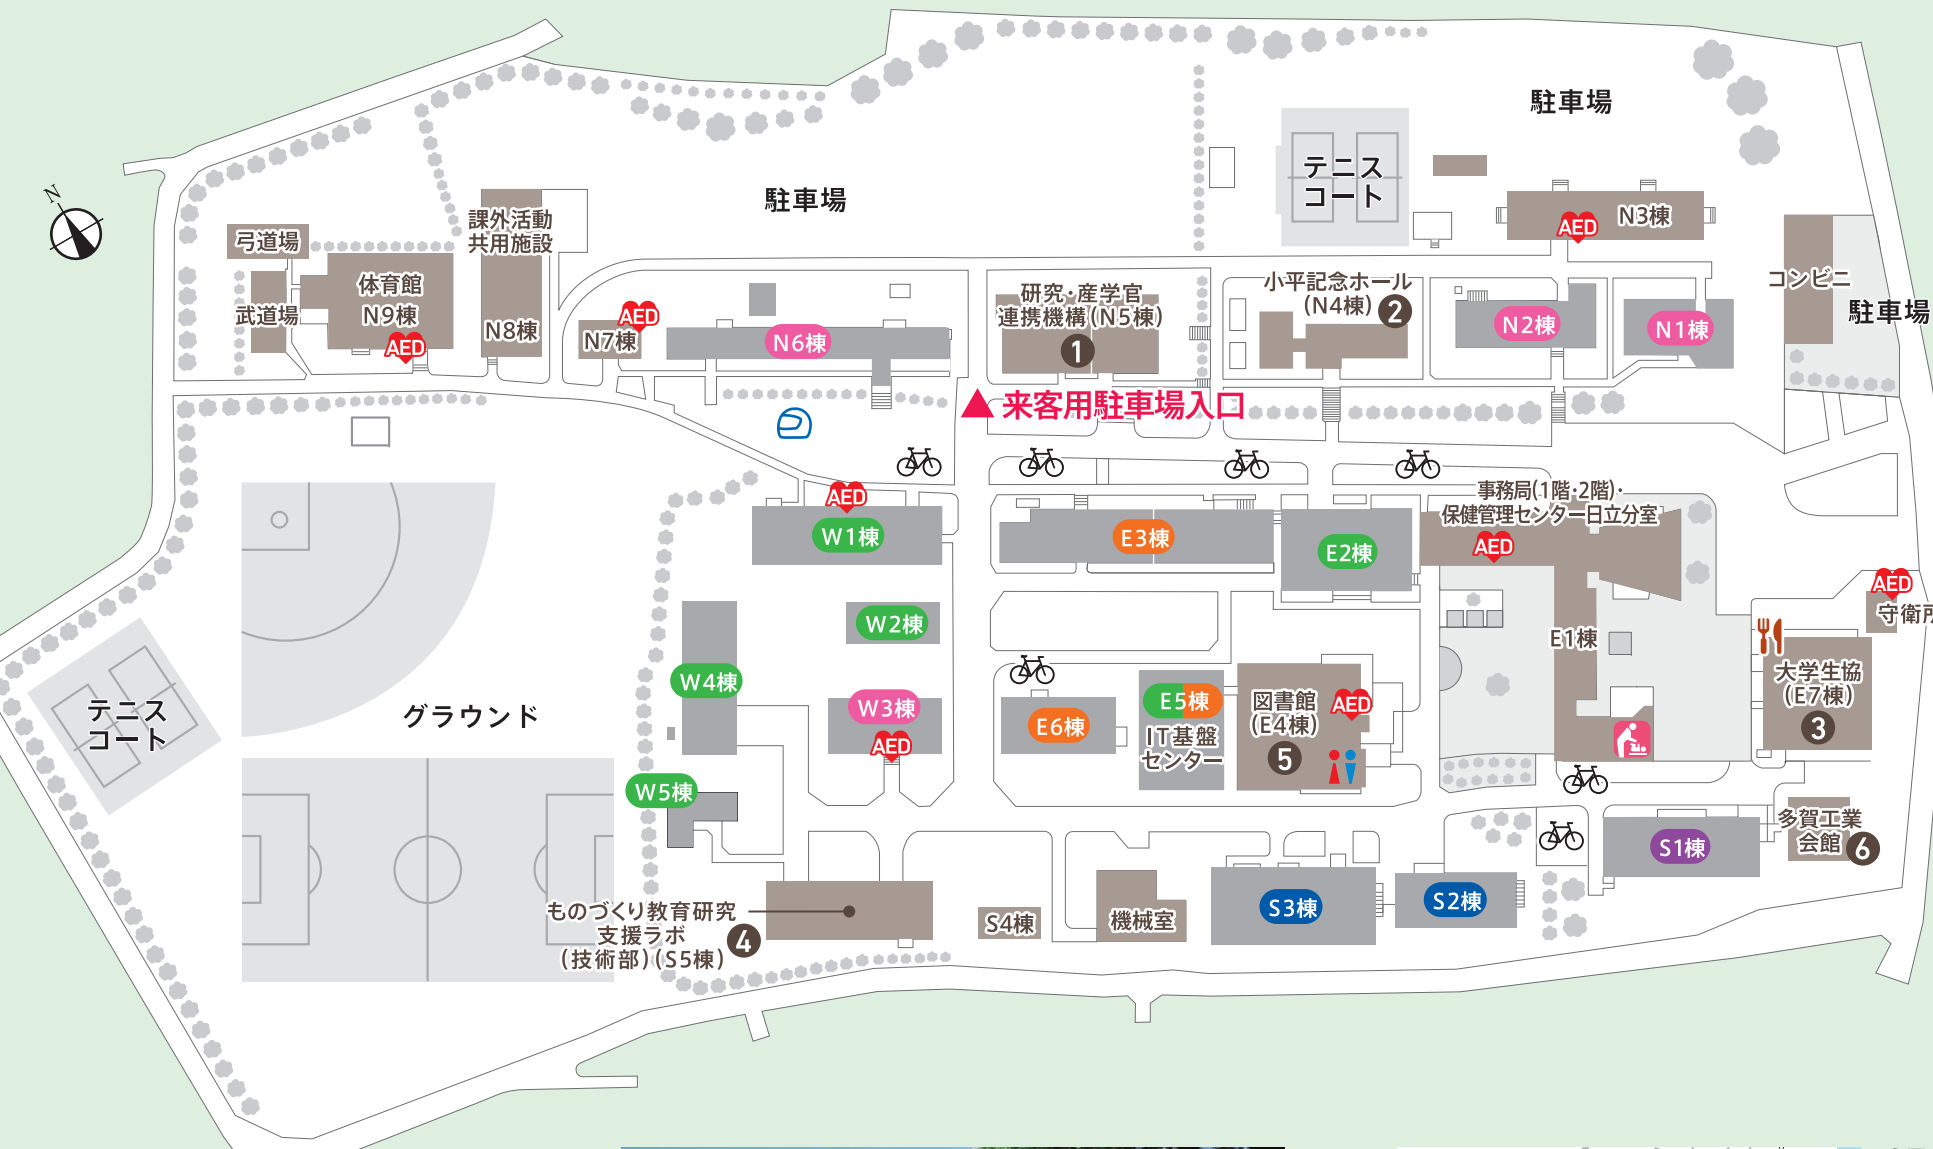 駐車場
テニス
コート
駐車場
N
課外活動
共用施設
N3棟
AED
弓道場
体育館
N9棟
武道場
AED
N8棟
AED
N7棟
N6棟
研究・産学官
連携機構(N5棟)
1
小平記念ホール
(N4棟)
2
N2棟
N1棟
コンビニ
駐車場
来客用駐車場入口
AED
W1棟
E3棟
E2棟
事務局(1階・2階)・
保健管理センター日立分室
AED
AED
守衛所
W2棟
E1棟
W4棟
W3棟
AED
E6棟
E5棟
IT基盤
センター
図書館
(E4棟)
5
AED
大学生協
(E7棟)
3
テニス
コート
グラウンド
W5棟
多賀工業
会館
6
S1棟
S2棟
S3棟
機械室
S4棟
ものづくり教育研究
支援ラボ
(技術部)(S5棟)
4